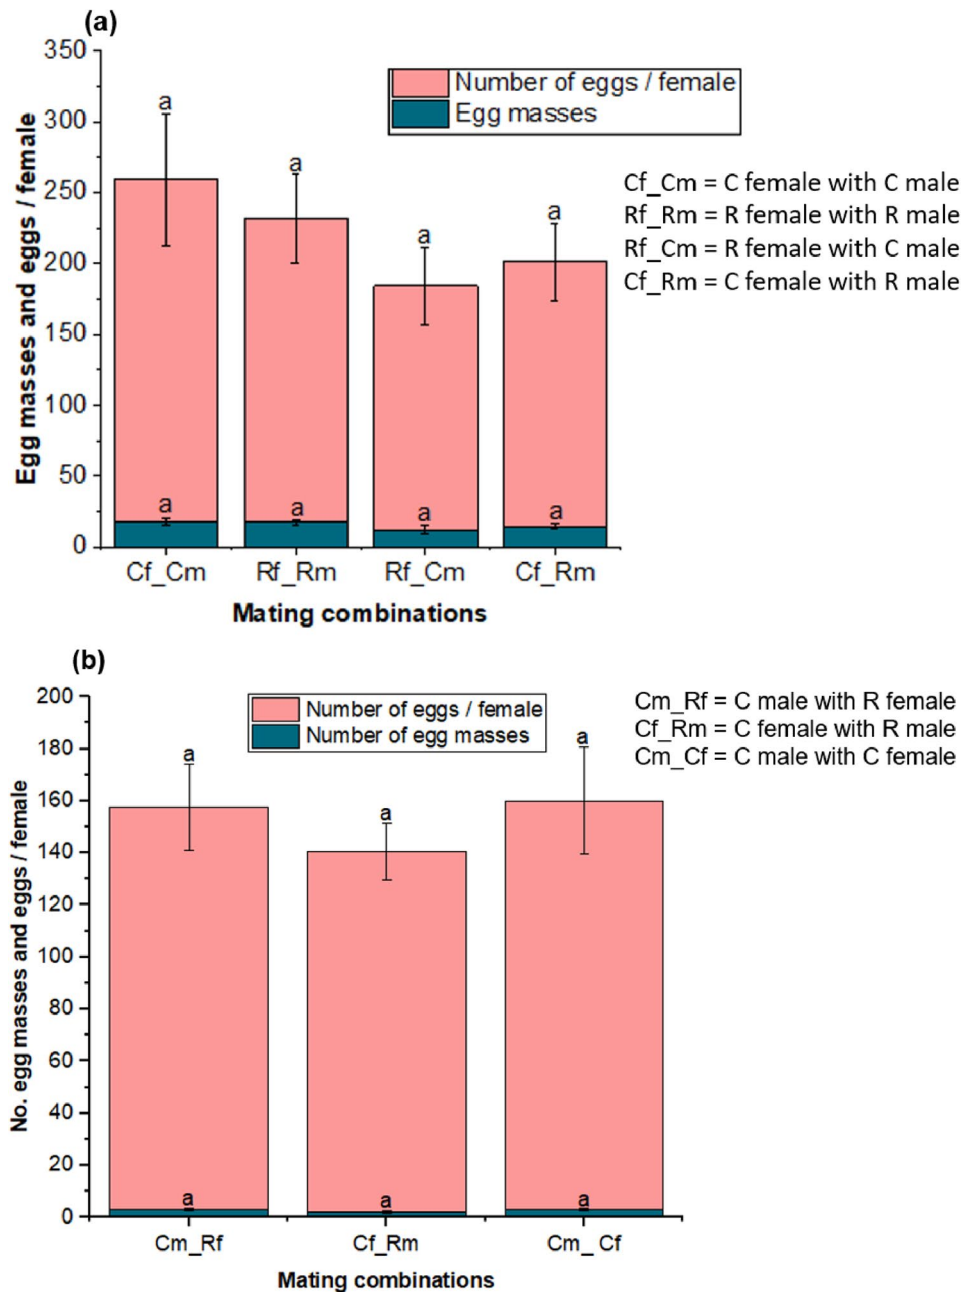 (a)
350
300
250
200
150
100
50
0
Egg masses and eggs / female
Number of eggs / female
Egg masses
a
a
a
a
a
a
a
a
Cf_Cm = C female with C male
Rf_Rm = R female with R male
Rf_Cm = R female with C male
Cf_Rm = C female with R male
Cf_Cm Rf_Rm Rf_Cm Cf_Rm
Mating combinations
(b)
200
180
160
140
120
100
80
60
40
20
0
No. egg masses and eggs / female
Number of eggs / female
Number of egg masses
a
a
a
a
a
a
Cm_Rf = C male with R female
Cf_Rm = C female with R male
Cm_Cf = C male with C female
Cm_Rf Cf_Rm Cm_ Cf
Mating combinations